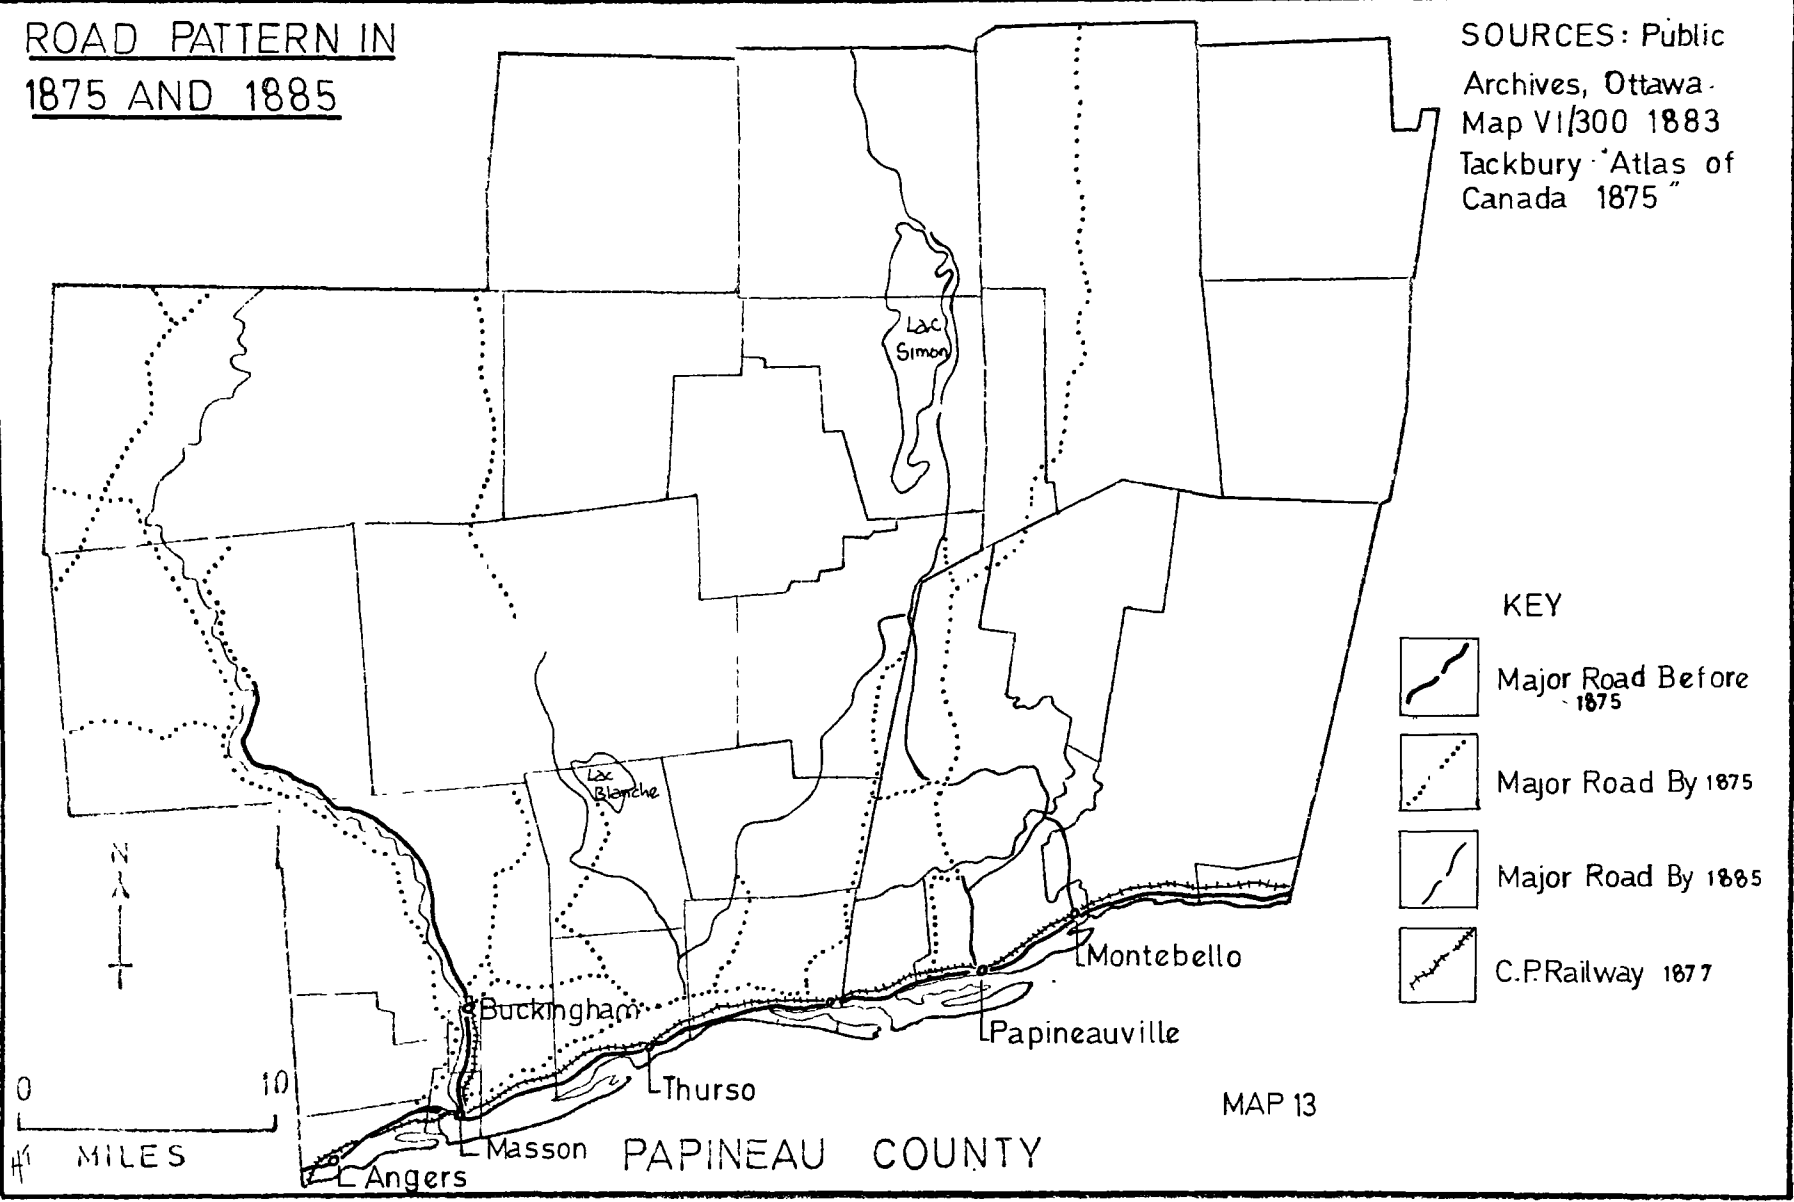 ROAD PATTERN IN
1875 AND 1885
SOURCES: Public
Archives, Ottawa.
Map VI/300 1883
Tackbury "Atlas of
Canada 1875"
Lac
Simon
Lac
Blanche
KEY
Major Road Before
1875
Major Road By 1875
Major Road By 1885
C.P.Railway 1877
N
Buckingham
Montebello
Papineauville
Thurso
Masson
Angers
0 10
MILES
PAPINEAU COUNTY
MAP 13